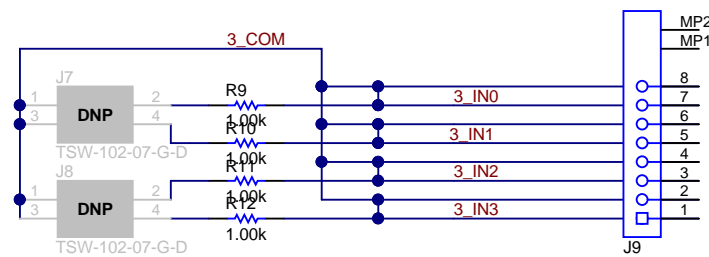 MP2
MP1
3_COM
J7
1
3
DNP
2
4
TSW-102-07-G-D
J8
1
3
DNP
2
4
TSW-102-07-G-D
R9
1.00k
R10
1.00k
R11
1.00k
R12
1.00k
3_IN0
3_IN1
3_IN2
3_IN3
8
7
6
5
4
3
2
1
J9